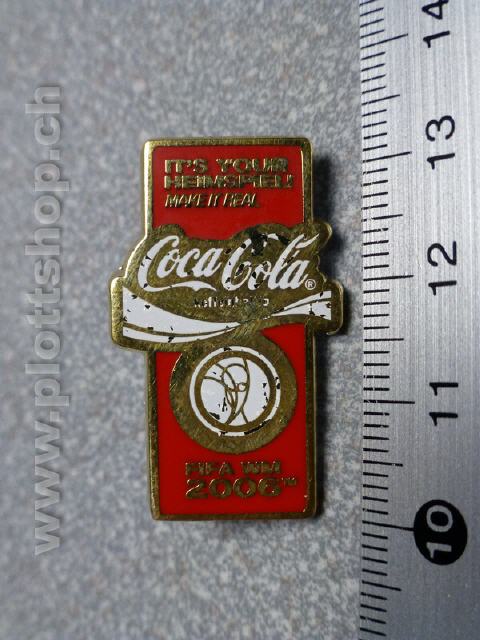 IT'S YOUR
HEIMSPIEL!
MAKE IT REAL
Coca-Cola®
FIFA WM
2006™
www.plottshop.ch
14
13
12
11
10